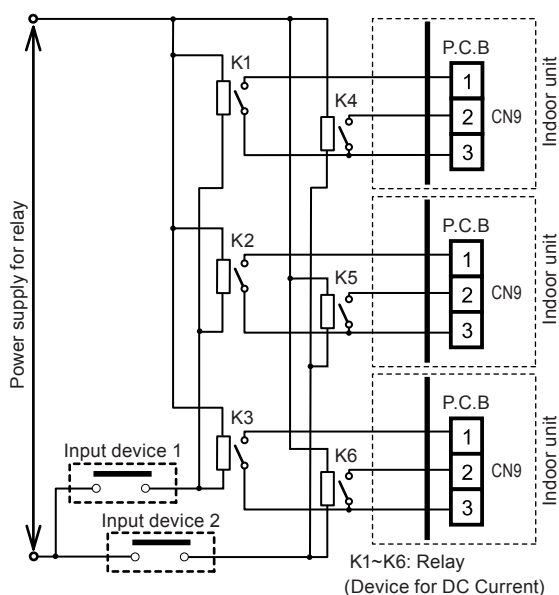 P.C.B
K1
1
K4
2
CN9
3
Indoor unit
Power supply for relay
P.C.B
K2
1
K5
2
CN9
3
Indoor unit
P.C.B
K3
1
K6
2
CN9
3
Indoor unit
Input device 1
Input device 2
K1~K6: Relay
(Device for DC Current)